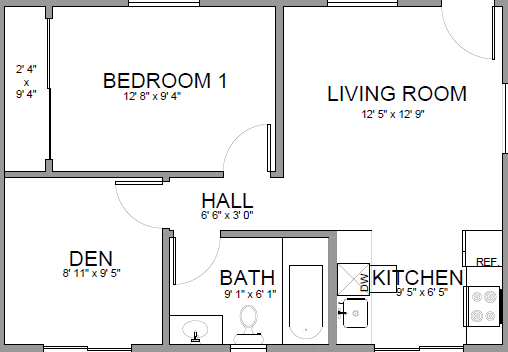 2' 4"
x
9' 4"
BEDROOM 1
12' 8" x 9' 4"
LIVING ROOM
12' 5" x 12' 9"
HALL
6' 6" x 3' 0"
DEN
8' 11" x 9' 5"
BATH
9' 1" x 6' 1"
REF.
DW
KITCHEN
9' 5" x 6' 5"